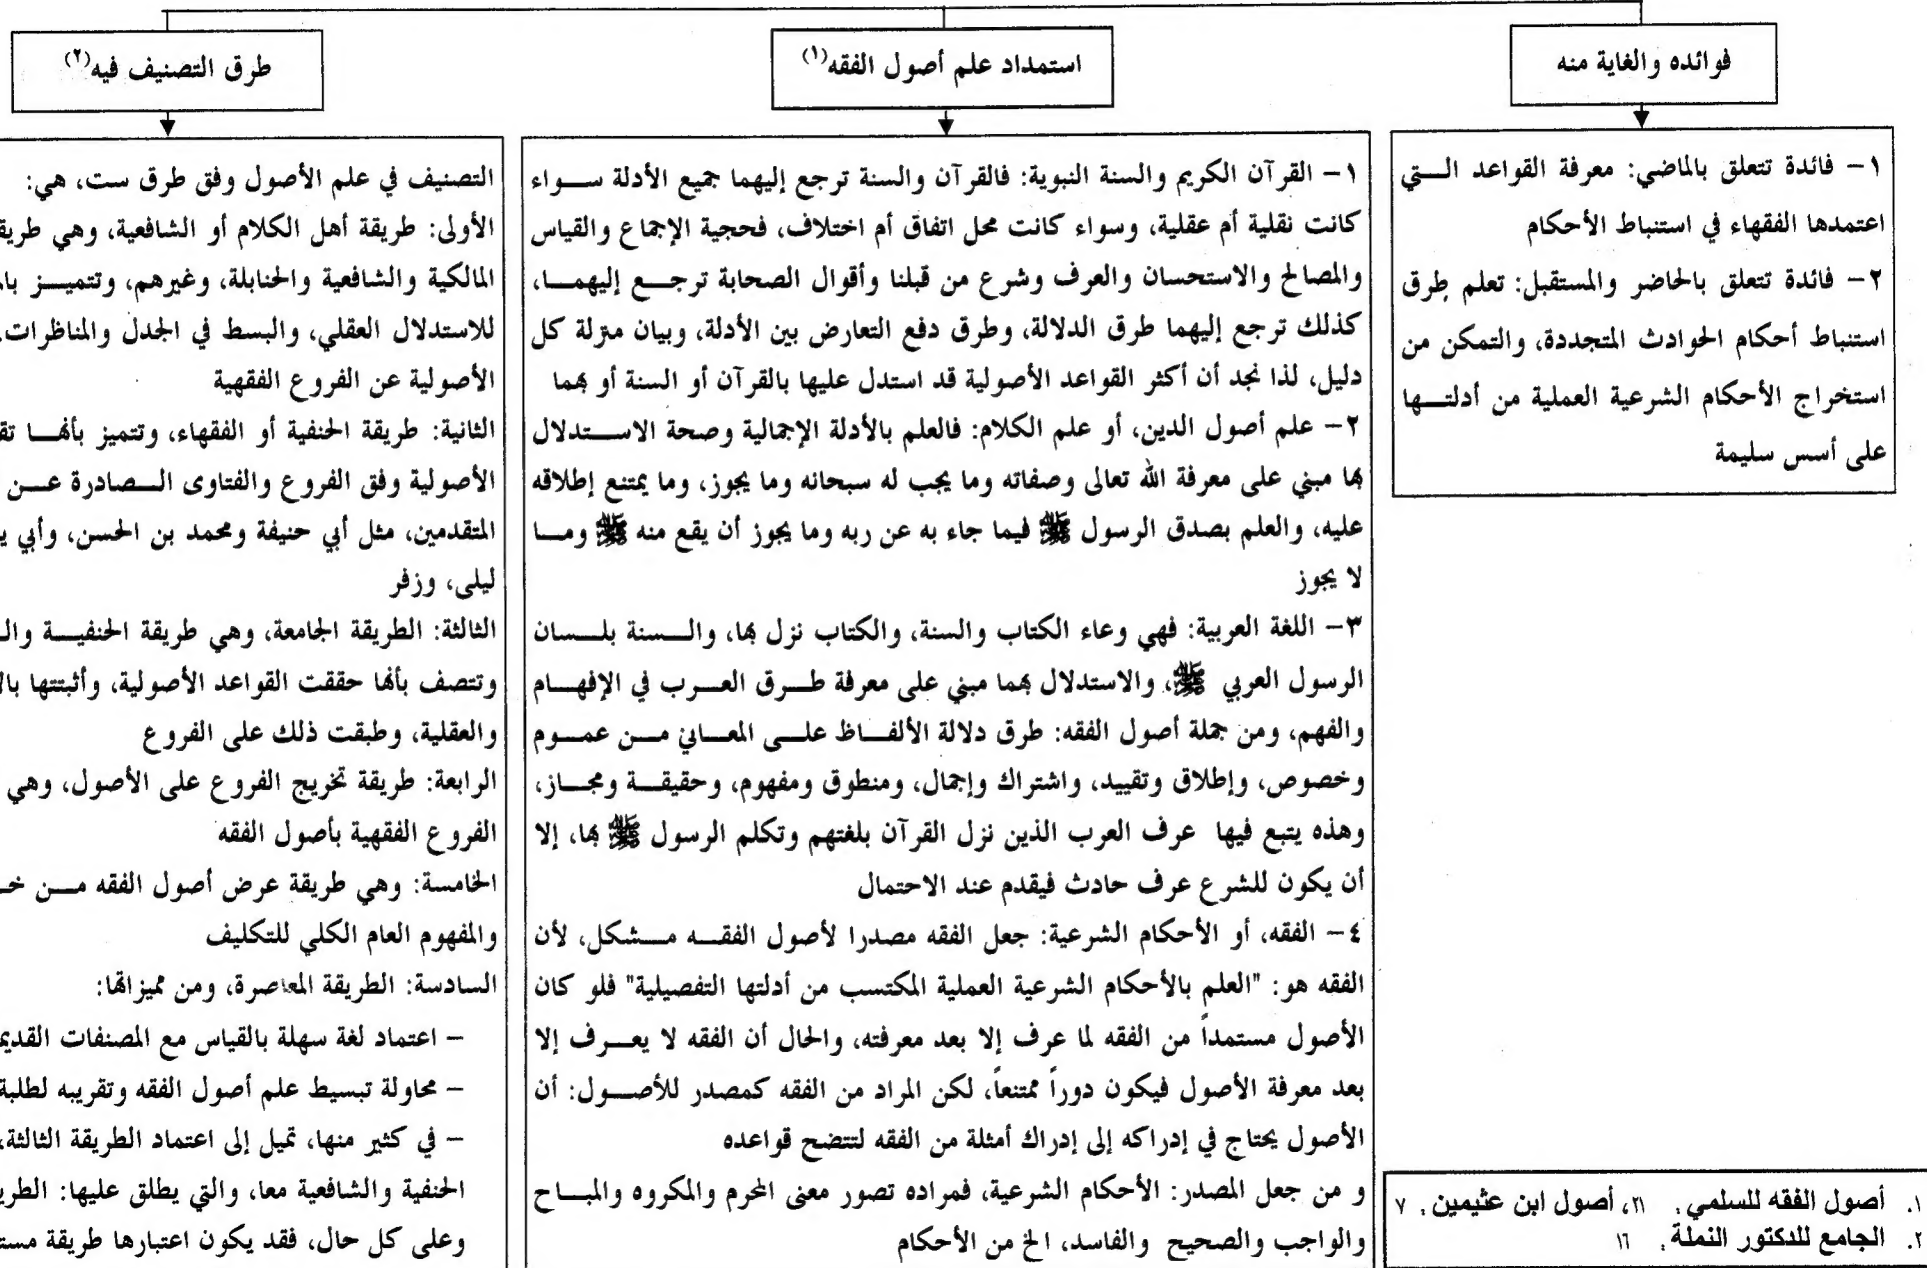 فوائده والغاية منه
١- فائدة تتعلق بالماضي: معرفة القواعد التي
اعتمدها الفقهاء في استنباط الأحكام
٢- فائدة تتعلق بالحاضر والمستقبل: تعلم طرق
استنباط أحكام الحوادث المتجددة، والتمكن من
استخراج الأحكام الشرعية العملية من أدلتها
على أسس سليمة
استمداد علم أصول الفقه(١)
١- القرآن الكريم والسنة النبوية: فالقرآن والسنة ترجع إليهما جميع الأدلة سواء
كانت نقلية أم عقلية، وسواء كانت محل اتفاق أم اختلاف، فحجية الإجماع والقياس
والمصالح والاستحسان والعرف وشرع من قبلنا وأقوال الصحابة ترجع إليهما،
كذلك ترجع إليهما طرق الدلالة، وطرق دفع التعارض بين الأدلة، وبيان منزلة كل
دليل، لذا نجد أن أكثر القواعد الأصولية قد استدل عليها بالقرآن أو السنة أو بهما
٢- علم أصول الدين، أو علم الكلام: فالعلم بالأدلة الإجمالية وصحة الاستدلال
بها مبني على معرفة الله تعالى وصفاته وما يجب له سبحانه وما يجوز، وما يمتنع إطلاقه
عليه، والعلم بصدق الرسول ﷺ فيما جاء به عن ربه وما يجوز أن يقع منه ﷺ وما
لا يجوز
٣- اللغة العربية: فهي وعاء الكتاب والسنة، والكتاب نزل بها، والسنة بلسان
الرسول العربي ﷺ، والاستدلال بهما مبني على معرفة طرق العرب في الإفهام
والفهم، ومن جملة أصول الفقه: طرق دلالة الألفاظ على المعاني من عموم
وخصوص، وإطلاق وتقييد، واشتراك وإجمال، ومنطوق ومفهوم، وحقيقة ومجاز،
وهذه يتبع فيها عرف العرب الذين نزل القرآن بلغتهم وتكلم الرسول ﷺ بها، إلا
أن يكون للشرع عرف حادث فيقدم عند الاحتمال
٤- الفقه، أو الأحكام الشرعية: جعل الفقه مصدرا لأصول الفقه مشكل، لأن
الفقه هو: "العلم بالأحكام الشرعية العملية المكتسب من أدلتها التفصيلية" فلو كان
الأصول مستمداً من الفقه لما عرف إلا بعد معرفته، والحال أن الفقه لا يعرف إلا
بعد معرفة الأصول فيكون دوراً ممتنعاً، لكن المراد من الفقه كمصدر للأصول: أن
الأصول يحتاج في إدراكه إلى إدراك أمثلة من الفقه لتتضح قواعده
و من جعل المصدر: الأحكام الشرعية، فمراده تصور معنى المحرم والمكروه والمباح
والواجب والصحيح والفاسد، الخ من الأحكام
طرق التصنيف فيه(٢)
التصنيف في علم الأصول وفق طرق ست، هي:
الأولى: طريقة أهل الكلام أو الشافعية، وهي
المالكية والشافعية والحنابلة، وغيرهم، وتتميز
للاستدلال العقلي، والبسط في الجدل والمناظرات،
الأصولية عن الفروع الفقهية
الثانية: طريقة الحنفية أو الفقهاء، وتتميز بأنها
الأصولية وفق الفروع والفتاوى الصادرة عن
المتقدمين، مثل أبي حنيفة ومحمد بن الحسن، وأبي
ليلى، وزفر
الثالثة: الطريقة الجامعة، وهي طريقة الحنفية
وتتصف بأنها حققت القواعد الأصولية، وأثبتتها
والعقلية، وطبقت ذلك على الفروع
الرابعة: طريقة تخريج الفروع على الأصول، وهي
الفروع الفقهية بأصول الفقه
الخامسة: وهي طريقة عرض أصول الفقه من
والمفهوم العام الكلي للتكليف
السادسة: الطريقة المعاصرة، ومن مميزاتها:
- اعتماد لغة سهلة بالقياس مع المصنفات
- محاولة تبسيط علم أصول الفقه وتقريبه لطلبة
- في كثير منها، تميل إلى اعتماد الطريقة الثالثة،
الحنفية والشافعية معا، والتي يطلق عليها:
وعلى كل حال، فقد يكون اعتبارها طريقة
١. أصول الفقه للسلمي، ٢١، أصول ابن عثيمين، ٧
٢. الجامع للدكتور النملة، ١٦